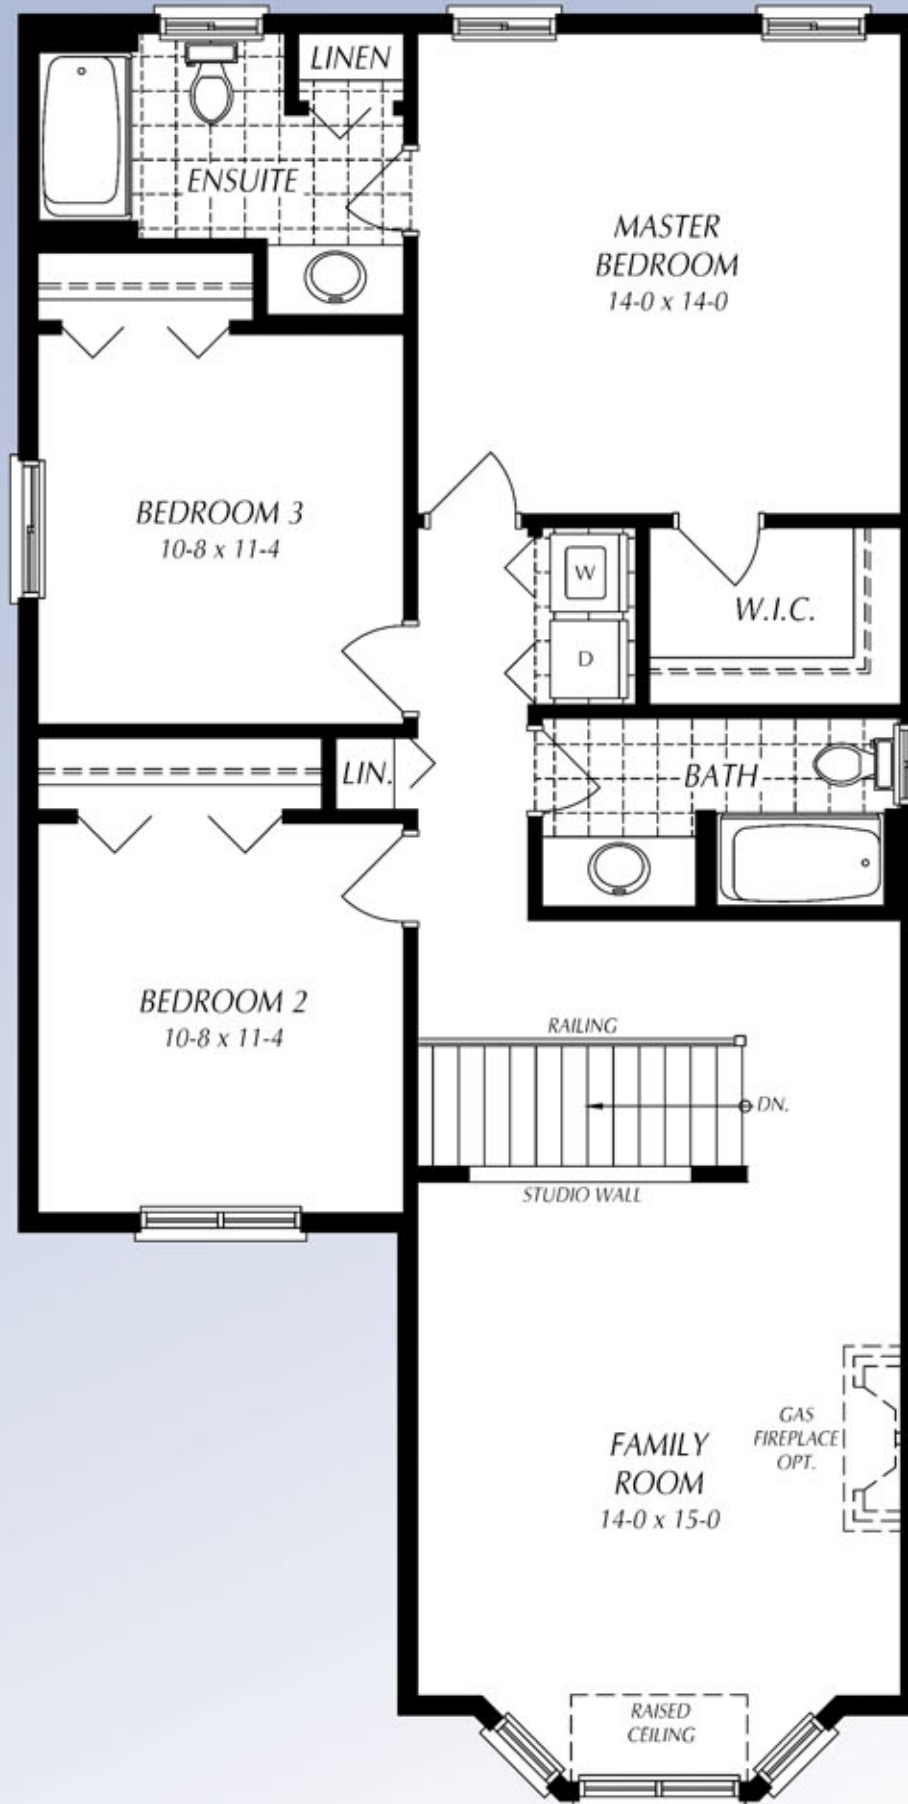 LINEN
ENSUITE
MASTER
BEDROOM
14-0 x 14-0
BEDROOM 3
10-8 x 11-4
W
D
W.I.C.
LIN.
BATH
BEDROOM 2
10-8 x 11-4
RAILING
DN.
STUDIO WALL
GAS
FIREPLACE
OPT.
FAMILY
ROOM
14-0 x 15-0
RAISED
CEILING